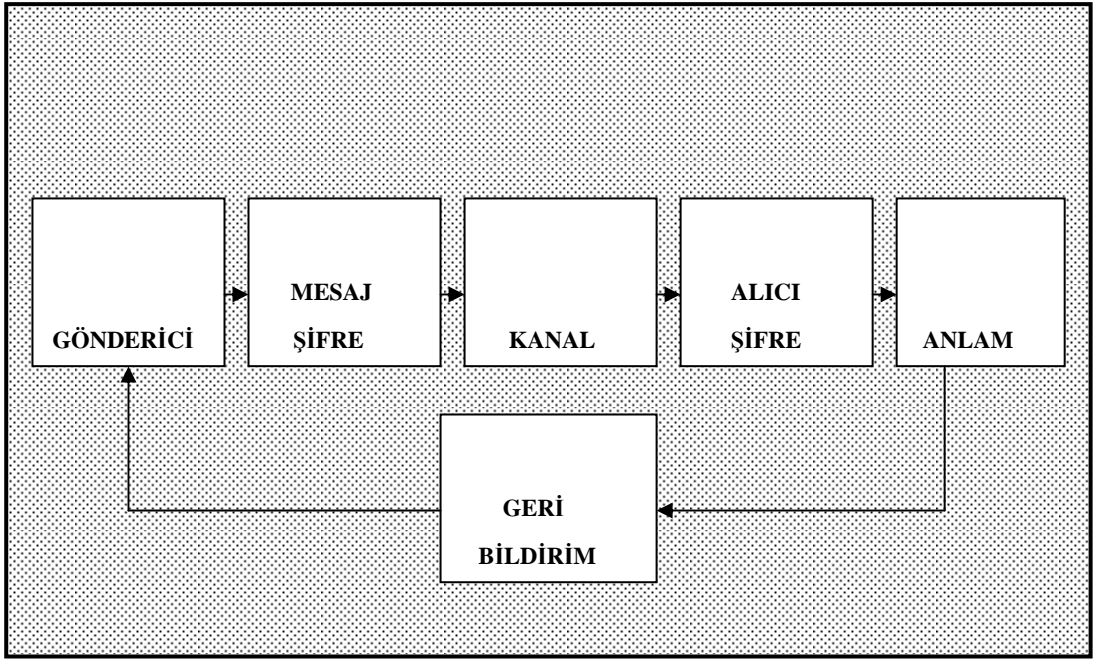 GÖNDERİCİ
MESAJ
ŞİFRE
KANAL
ALICI
ŞİFRE
ANLAM
GERİ
BİLDİRİM